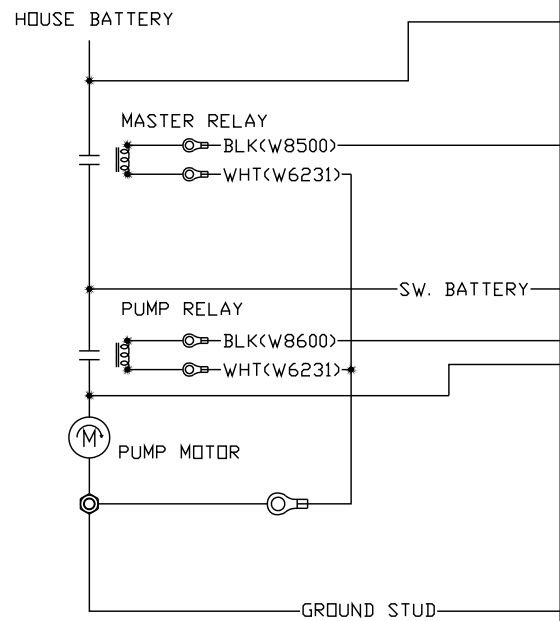 HOUSE BATTERY
MASTER RELAY
BLK(W8500)
WHT(W6231)
SW. BATTERY
PUMP RELAY
BLK(W8600)
WHT(W6231)
M
PUMP MOTOR
GROUND STUD